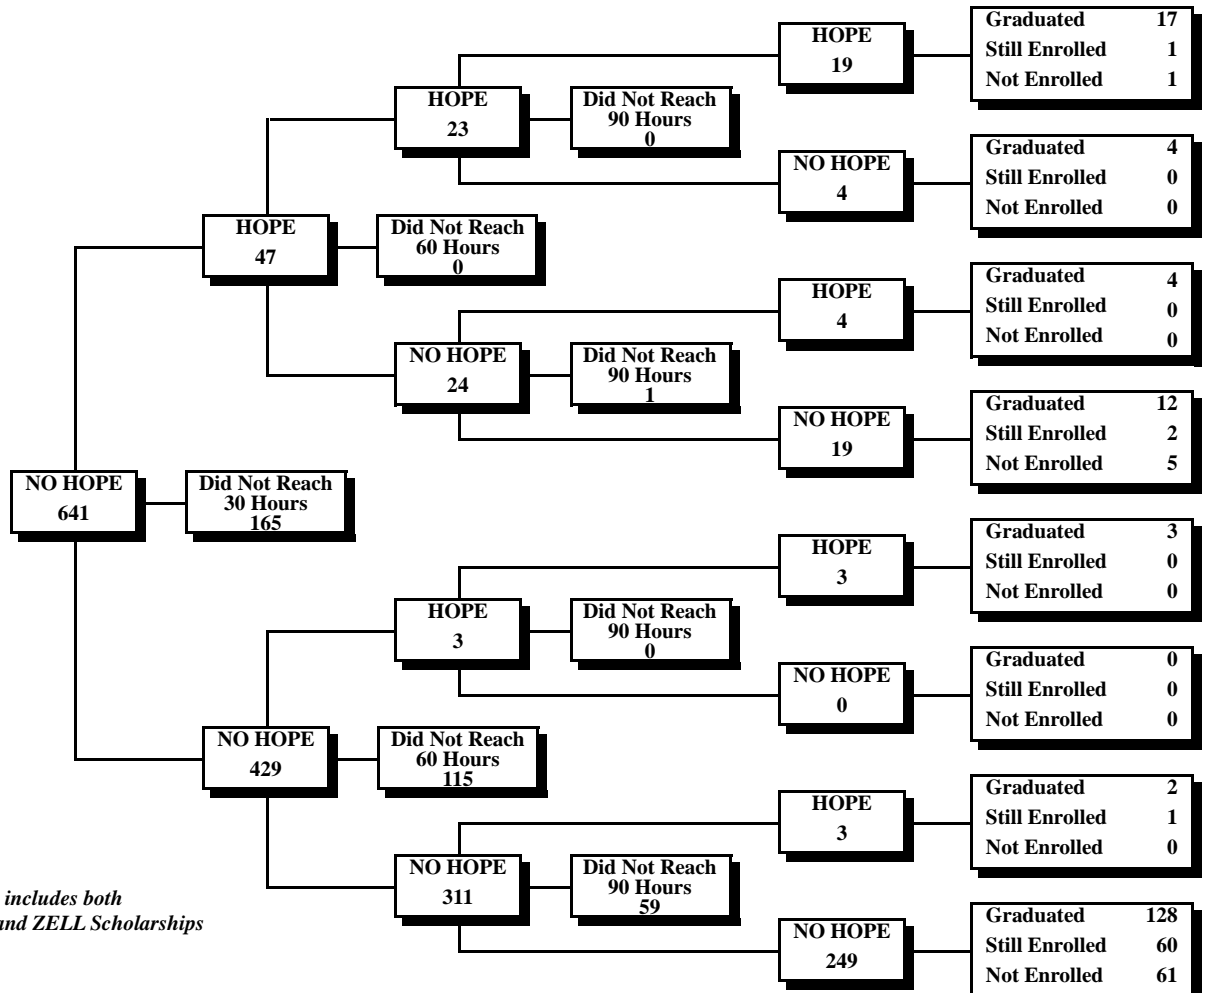 Graduated 17
HOPE
Still Enrolled 1
19
Not Enrolled 1
HOPE
23
Did Not Reach
90 Hours
0
Graduated 4
NO HOPE
Still Enrolled 0
4
Not Enrolled 0
HOPE
47
Did Not Reach
60 Hours
0
Graduated 4
HOPE
Still Enrolled 0
4
Not Enrolled 0
NO HOPE
24
Did Not Reach
90 Hours
1
Graduated 12
NO HOPE
Still Enrolled 2
19
Not Enrolled 5
NO HOPE
641
Did Not Reach
30 Hours
165
Graduated 3
HOPE
Still Enrolled 0
3
Not Enrolled 0
HOPE
3
Did Not Reach
90 Hours
0
Graduated 0
NO HOPE
Still Enrolled 0
0
Not Enrolled 0
NO HOPE
429
Did Not Reach
60 Hours
115
Graduated 2
HOPE
Still Enrolled 1
3
Not Enrolled 0
NO HOPE
311
Did Not Reach
90 Hours
59
includes both
and ZELL Scholarships
Graduated 128
NO HOPE
Still Enrolled 60
249
Not Enrolled 61